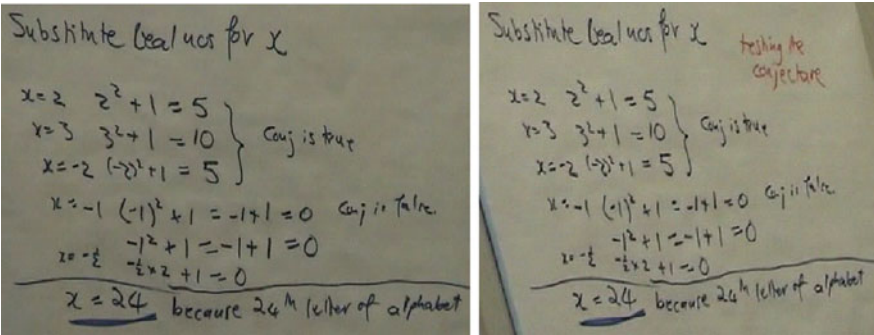 Substitute values for x
x=2 2² + 1 = 5
x=3 3² + 1 = 10
x=-2 (-2)² + 1 = 5
Conj is true
x=-1 (-1)² + 1 = -1+1 = 0 Conj is false.
-1² + 1 = -1 + 1 = 0
x=-½ -½ x 2 + 1 = 0
x = 24 because 24th letter of alphabet
Substitute values for x
testing the
conjecture
x=2 2² + 1 = 5
x=3 3² + 1 = 10
x=-2 (-2)² + 1 = 5
Conj is true
x=-1 (-1)² + 1 = -1+1 = 0 Conj is false.
-1² + 1 = -1 + 1 = 0
x=-½ -½ x 2 + 1 = 0
x = 24 because 24th letter of alphabet